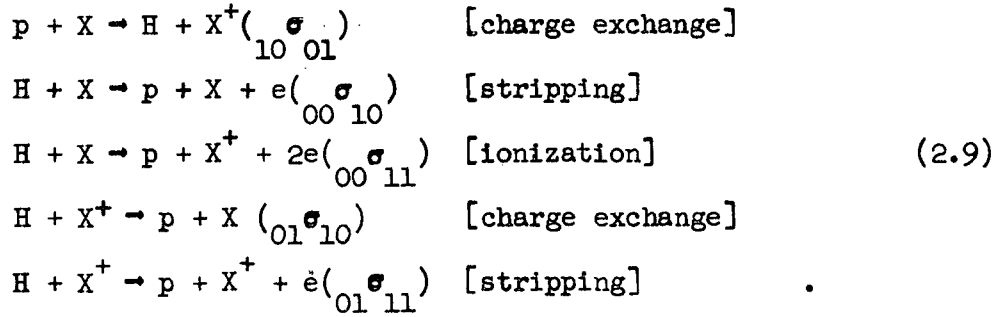 p + X → H + X⁺(₁₀σ₀₁) [charge exchange]
H + X → p + X + e(₀₀σ₁₀) [stripping]
H + X → p + X⁺ + 2e(₀₀σ₁₁) [ionization] (2.9)
H + X⁺ → p + X (₀₁σ₁₀) [charge exchange]
H + X⁺ → p + X⁺ + e(₀₁σ₁₁) [stripping] .